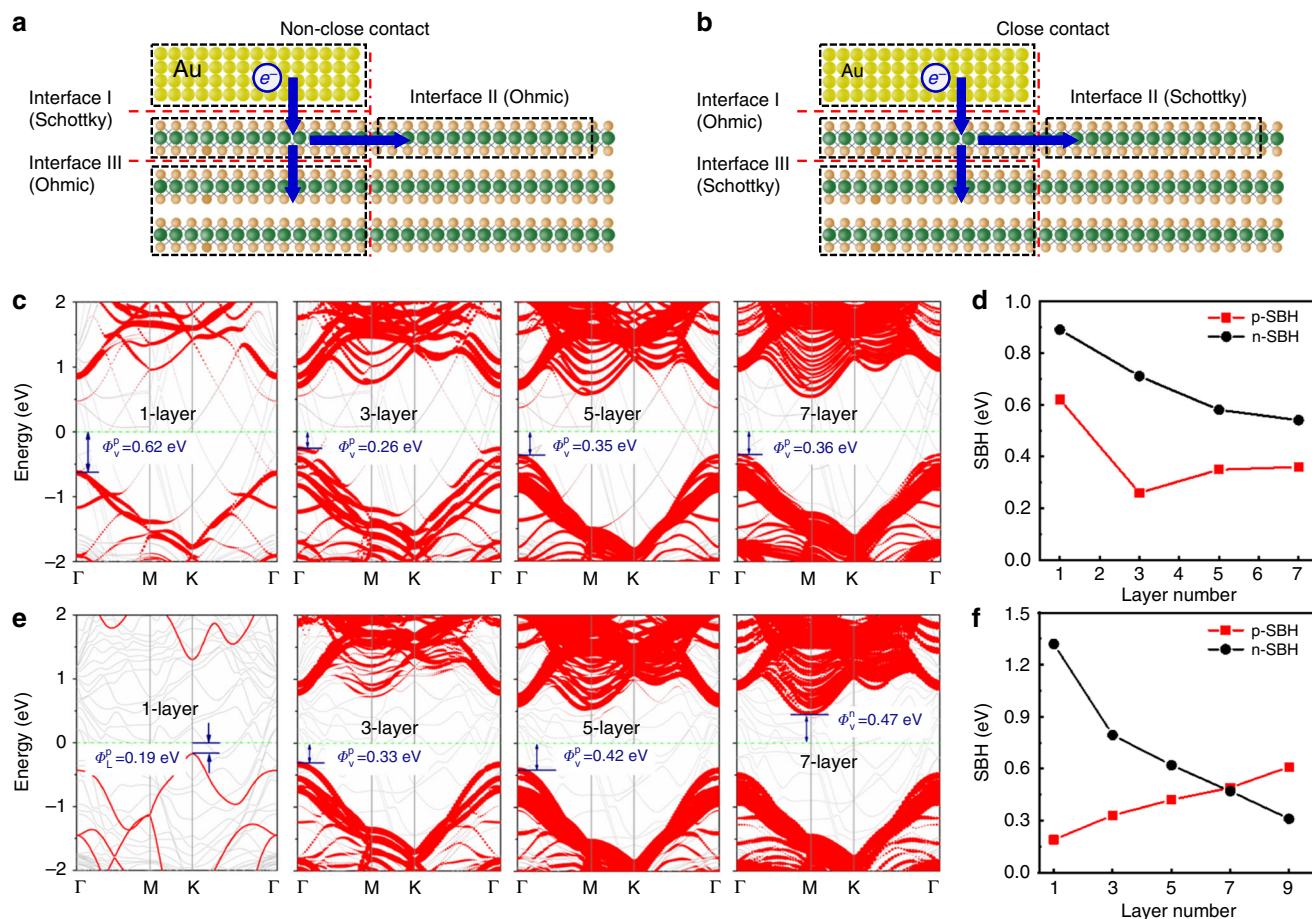 a
Non-close contact
Au
e⁻
Interface I
(Schottky)
Interface II (Ohmic)
Interface III
(Ohmic)
b
Close contact
Au
e⁻
Interface I
(Ohmic)
Interface II (Schottky)
Interface III
(Schottky)
c
Energy (eV)
2
1
0
−1
−2
1-layer
Φᵥᵖ=0.62 eV
Γ M K Γ
3-layer
Φᵥᵖ=0.26 eV
Γ M K Γ
5-layer
Φᵥᵖ=0.35 eV
Γ M K Γ
7-layer
Φᵥᵖ=0.36 eV
Γ M K Γ
d
SBH (eV)
1.0
0.8
0.6
0.4
0.2
0.0
p-SBH
n-SBH
1 2 3 4 5 6 7
Layer number
e
Energy (eV)
2
1
0
−1
−2
1-layer
Φ_L^p=0.19 eV
Γ M K Γ
3-layer
Φᵥᵖ=0.33 eV
Γ M K Γ
5-layer
Φᵥᵖ=0.42 eV
Γ M K Γ
Φᵥⁿ=0.47 eV
7-layer
Γ M K Γ
f
SBH (eV)
1.5
1.2
0.9
0.6
0.3
0.0
p-SBH
n-SBH
1 3 5 7 9
Layer number